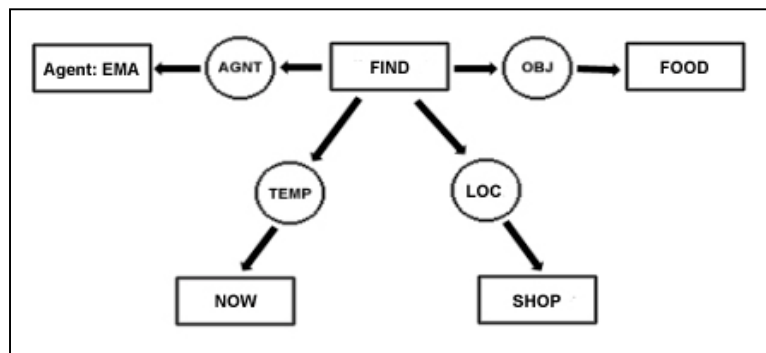 Agent: EMA
AGNT
FIND
OBJ
FOOD
TEMP
LOC
NOW
SHOP